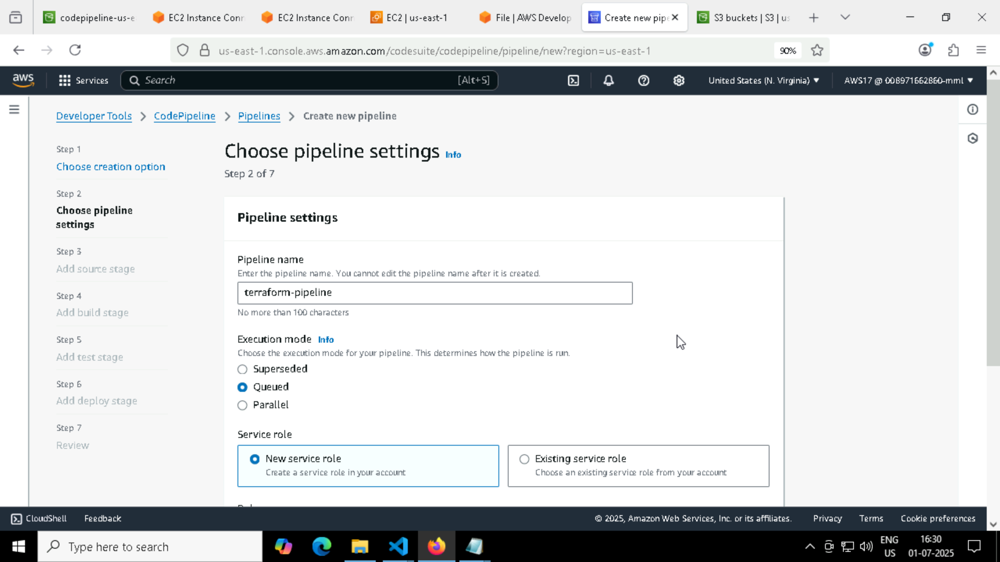 codepipeline-us-e
EC2 Instance Conn
EC2 Instance Conn
EC2 | us-east-1
File | AWS Develop
Create new pipe
S3 buckets | S3 | us
us-east-1.console.aws.amazon.com/codesuite/codepipeline/pipeline/new?region=us-east-1
90%
aws
Services
Search
[Alt+S]
United States (N. Virginia)
AWS17 @ 008971662860-mml
Developer Tools
CodePipeline
Pipelines
Create new pipeline
Step 1
Choose creation option
Step 2
Choose pipeline
settings
Step 3
Add source stage
Step 4
Add build stage
Step 5
Add test stage
Step 6
Add deploy stage
Step 7
Review
Choose pipeline settings Info
Step 2 of 7
Pipeline settings
Pipeline name
Enter the pipeline name. You cannot edit the pipeline name after it is created.
terraform-pipeline
No more than 100 characters
Execution mode Info
Choose the execution mode for your pipeline. This determines how the pipeline is run.
Superseded
Queued
Parallel
Service role
New service role
Create a service role in your account
Existing service role
Choose an existing service role from your account
CloudShell
Feedback
© 2025, Amazon Web Services, Inc. or its affiliates.
Privacy
Terms
Cookie preferences
Type here to search
ENG
US
16:30
01-07-2025